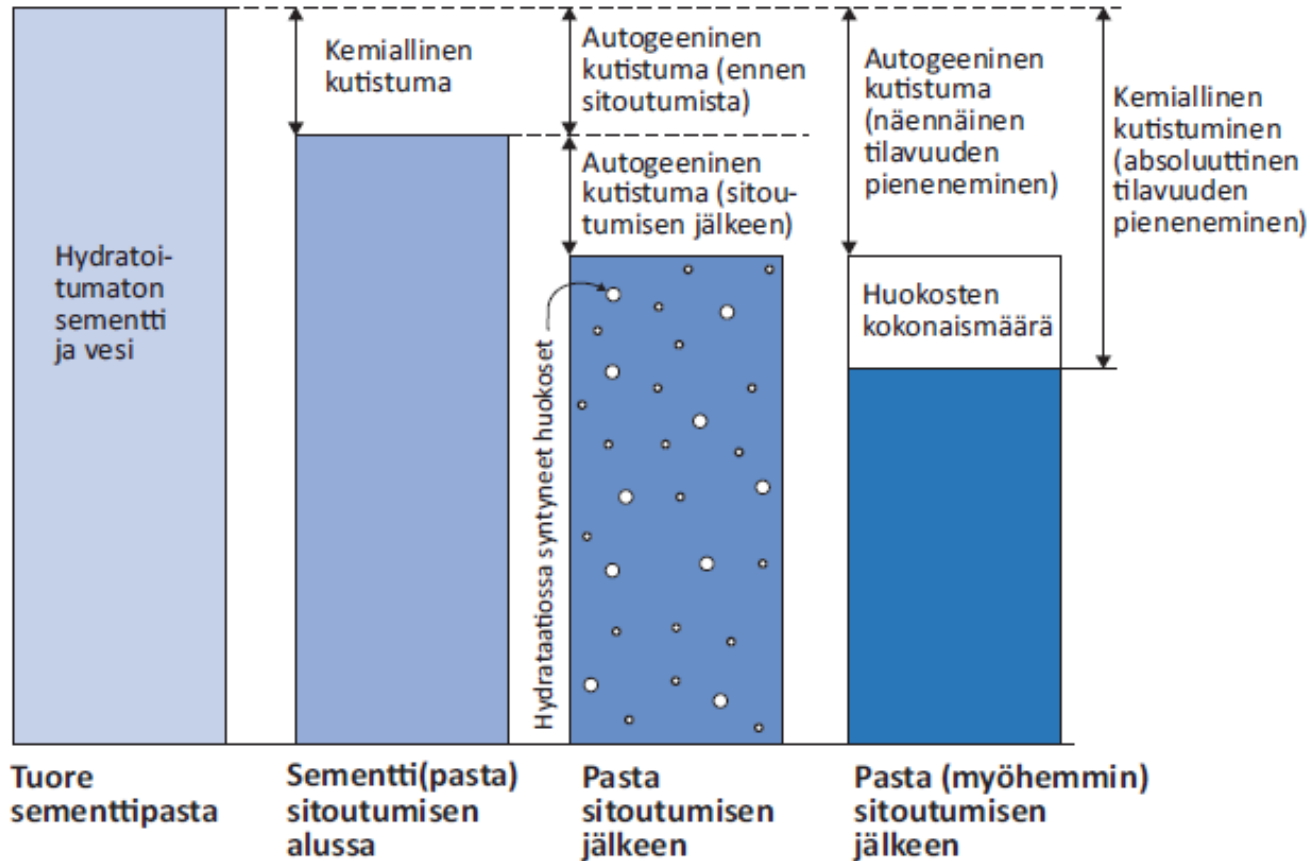 Kemiallinen
kutistuma
Autogeeninen
kutistuma (ennen
sitoutumista)
Autogeeninen
kutistuma (sitou-
tumisen jälkeen)
Autogeeninen
kutistuma
(näennäinen
tilavuuden
pieneneminen)
Kemiallinen
kutistuminen
(absoluuttinen
tilavuuden
pieneneminen)
Hydratoi-
tumaton
sementti
ja vesi
Hydrataatiossa syntyneet huokoset
Huokosten
kokonaismäärä
Tuore
sementtipasta
Sementti(pasta)
sitoutumisen
alussa
Pasta
sitoutumisen
jälkeen
Pasta (myöhemmin)
sitoutumisen
jälkeen